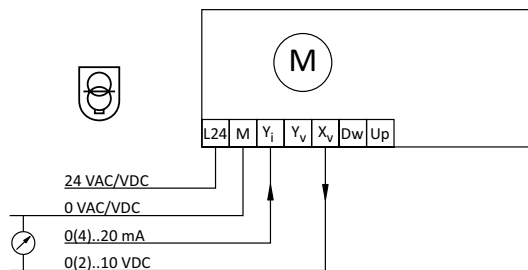 M
L24 M Yi Yv Xv Dw Up
24 VAC/VDC
0 VAC/VDC
0(4)..20 mA
0(2)..10 VDC